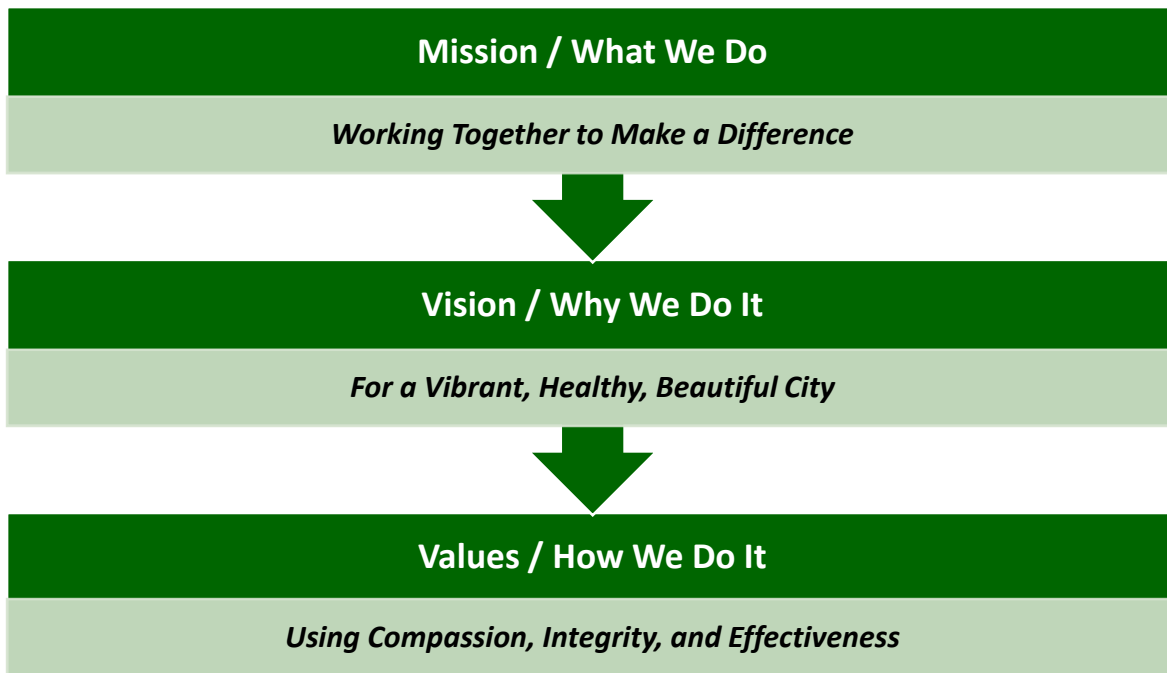 Mission / What We Do
Working Together to Make a Difference
Vision / Why We Do It
For a Vibrant, Healthy, Beautiful City
Values / How We Do It
Using Compassion, Integrity, and Effectiveness